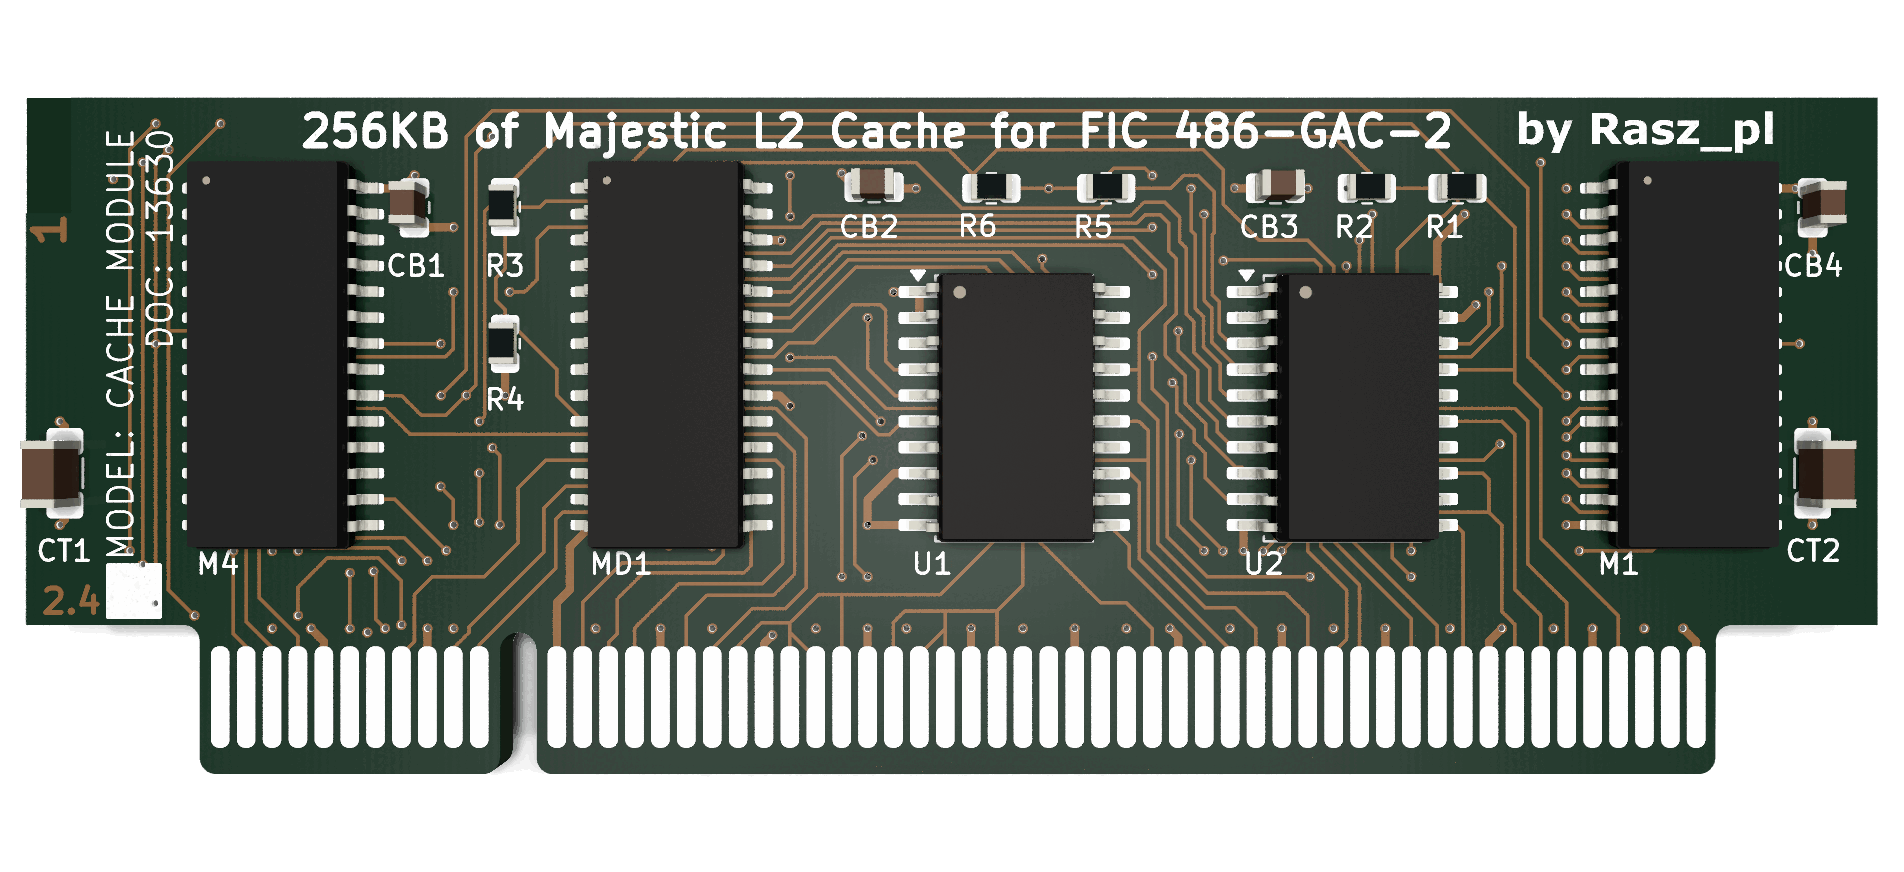 256KB of Majestic L2 Cache for FIC 486-GAC-2
by Rasz_pl
MODEL: CACHE MODULE
DOC: 13630
1
CB1
R3
R4
CB2
R6
R5
CB3
R2
R1
CB4
CT1
M4
MD1
U1
U2
M1
CT2
2.4